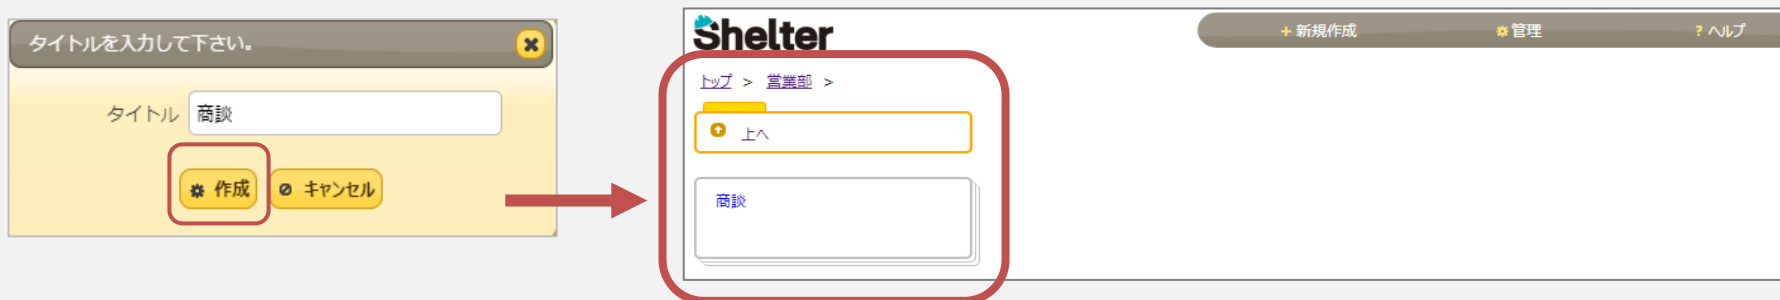 タイトルを入力して下さい。
タイトル 商談
作成 キャンセル
Shelter
+ 新規作成 管理 ? ヘルプ
トップ > 営業部 >
上へ
商談